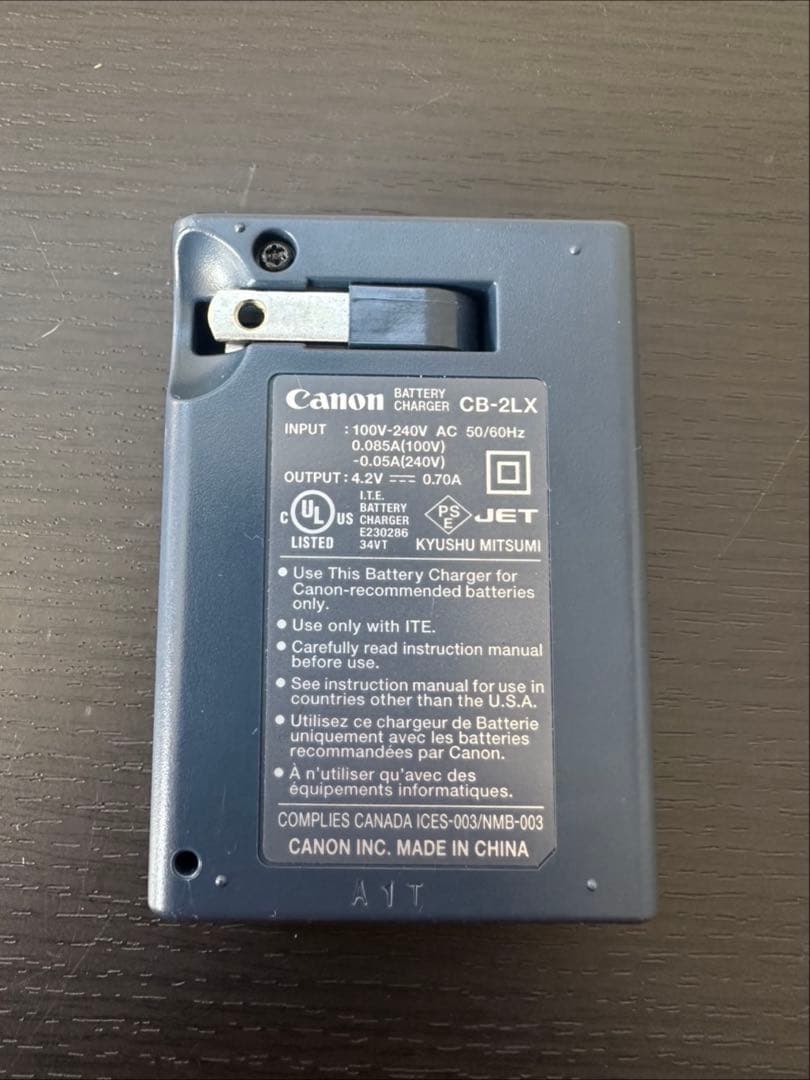 Canon BATTERY CHARGER CB-2LX
INPUT : 100V-240V AC 50/60Hz
0.085A(100V)
-0.05A(240V)
OUTPUT : 4.2V ⎓ 0.70A
C UL US
LISTED
I.T.E.
BATTERY
CHARGER
E230286
34VT
PS
E
JET
KYUSHU MITSUMI
• Use This Battery Charger for
Canon-recommended batteries
only.
• Use only with ITE.
• Carefully read instruction manual
before use.
• See instruction manual for use in
countries other than the U.S.A.
• Utilisez ce chargeur de Batterie
uniquement avec les batteries
recommandées par Canon.
• À n'utiliser qu'avec des
équipements informatiques.
COMPLIES CANADA ICES-003/NMB-003
CANON INC. MADE IN CHINA
A 1 T